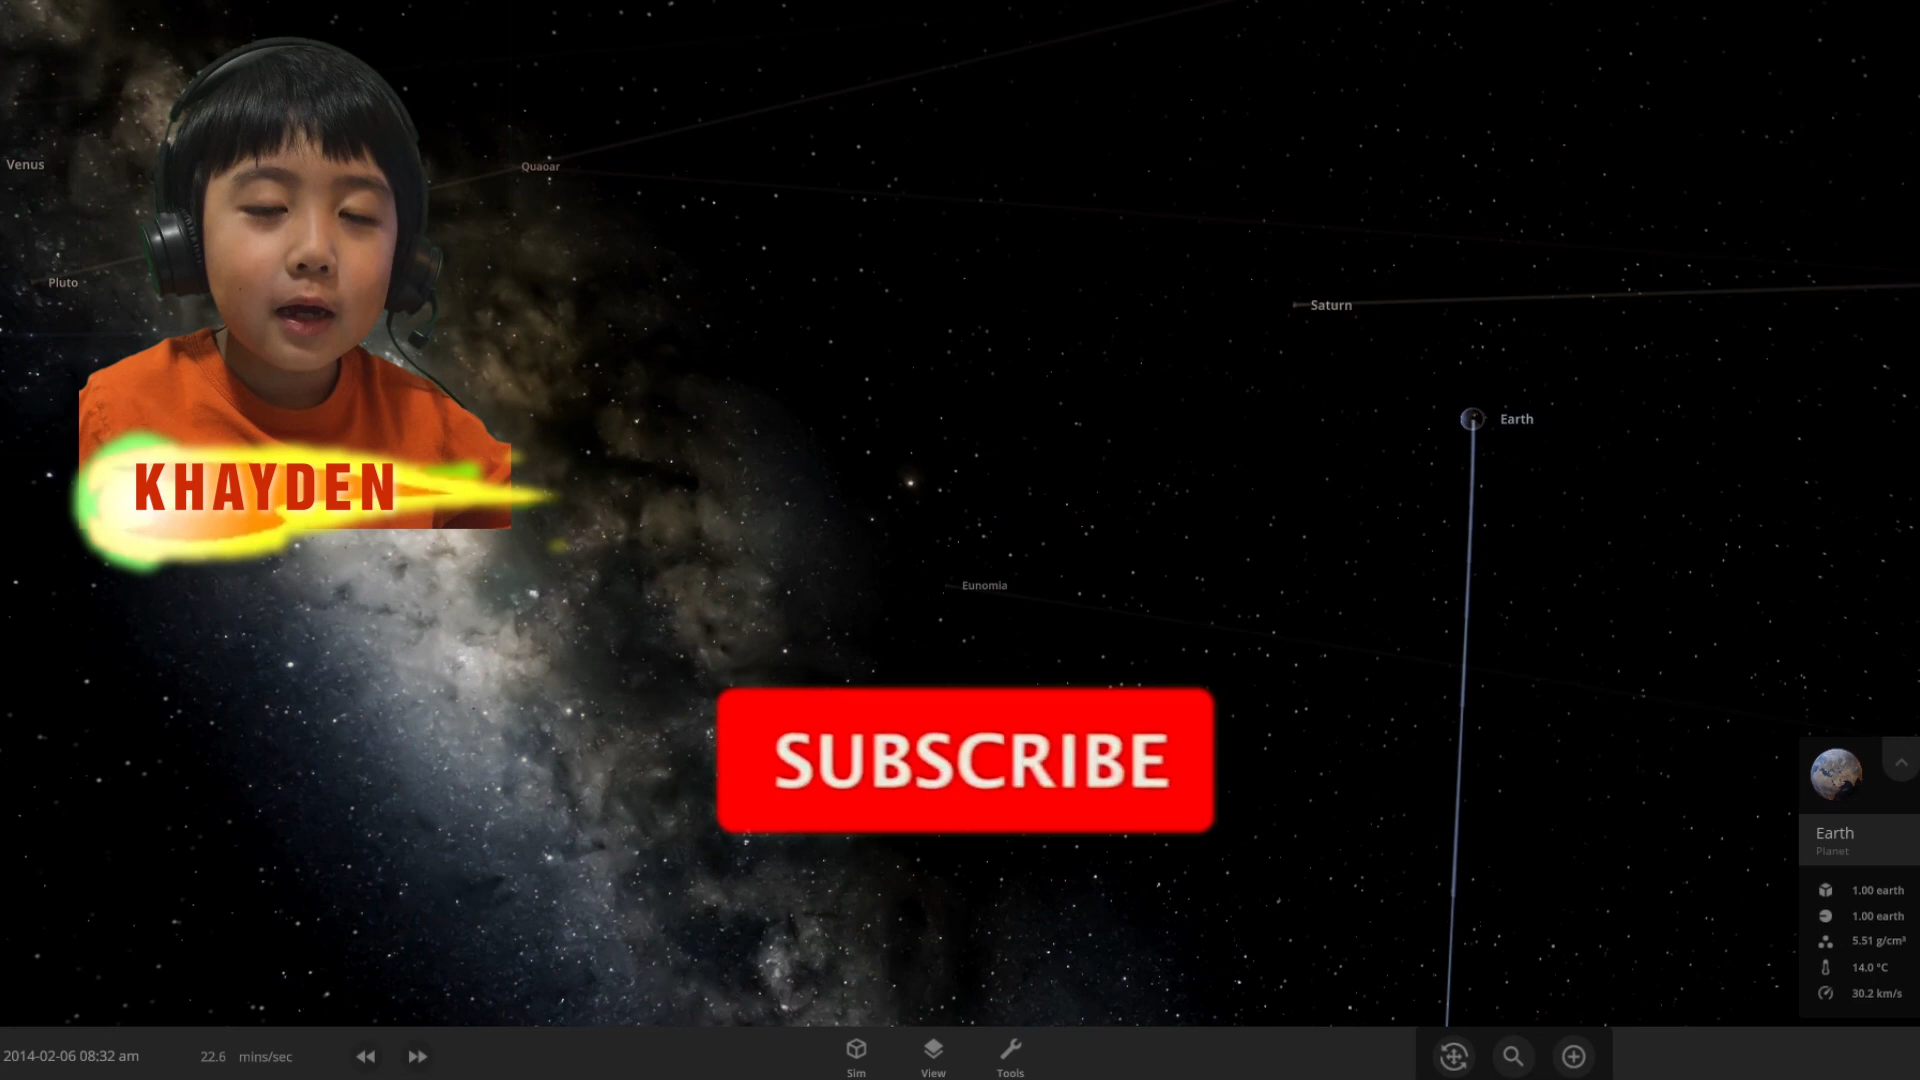 Venus
Quaoar
Pluto
Saturn
Earth
KHAYDEN
Eunomia
SUBSCRIBE
Earth
Planet
1.00 earth
1.00 earth
5.51 g/cm³
14.0 °C
30.2 km/s
2014-02-06 08:32 am
22.6 mins/sec
Sim
View
Tools